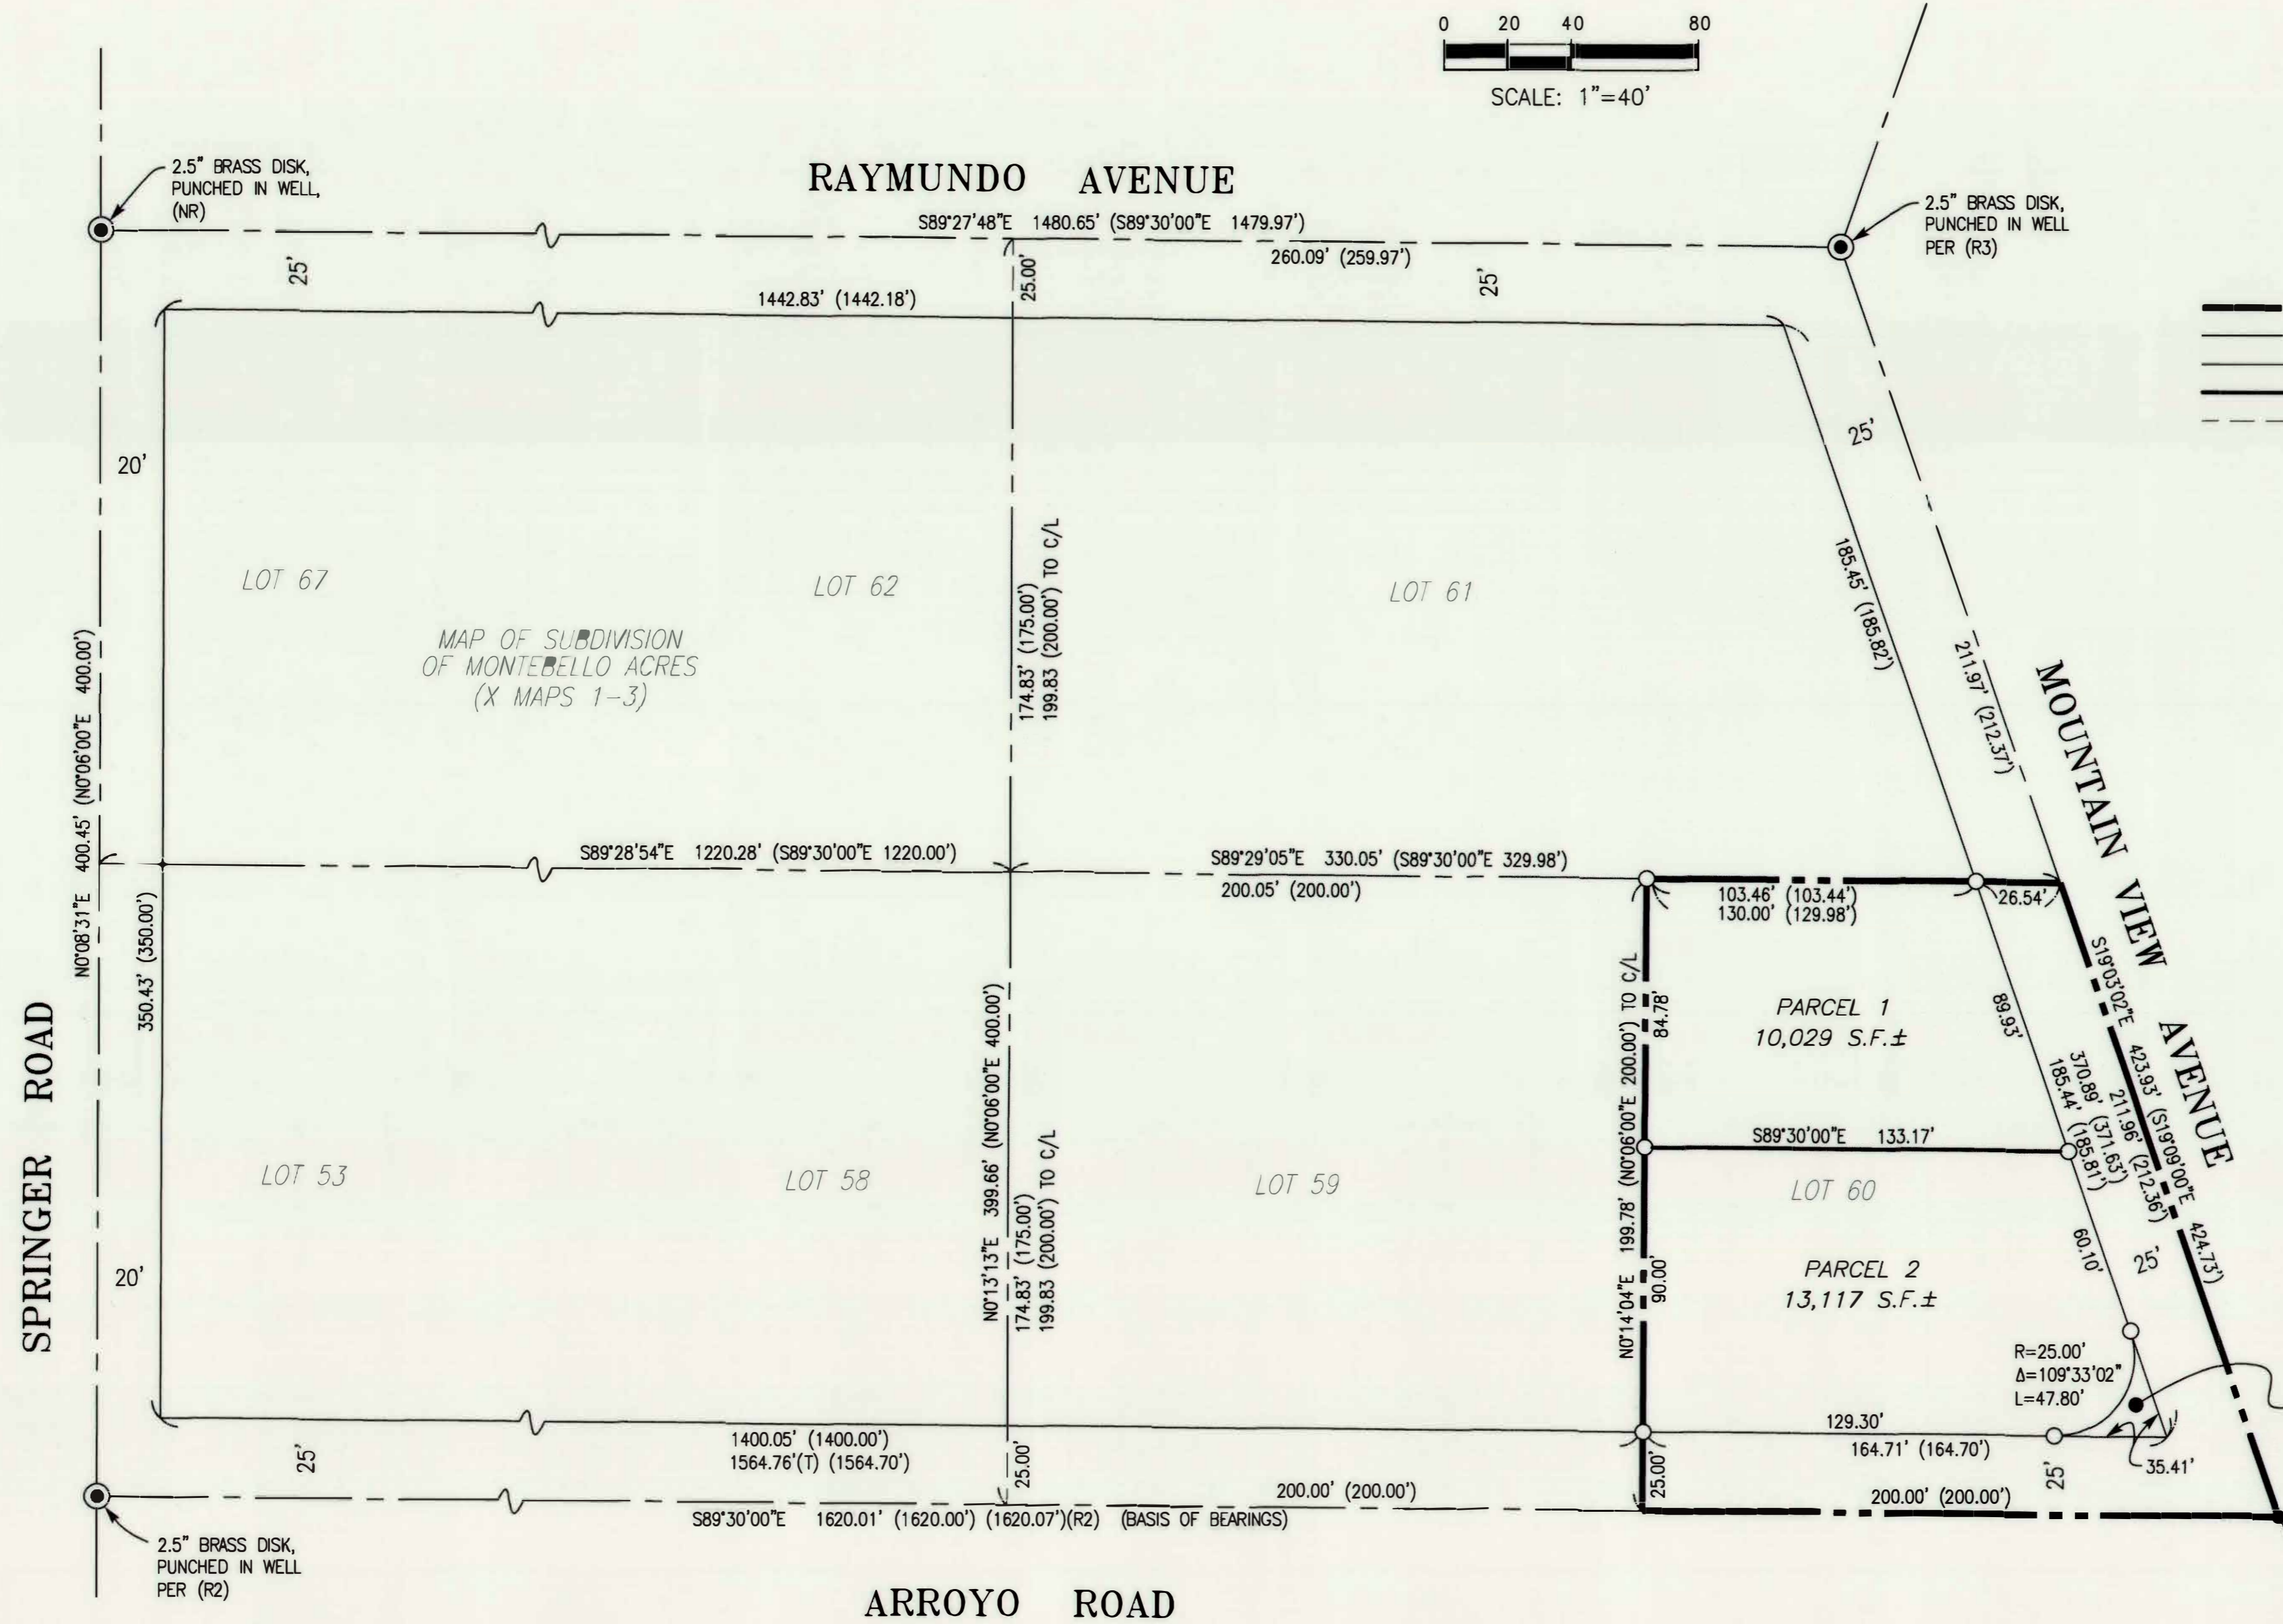 0 20 40 80
SCALE: 1"=40'
2.5" BRASS DISK,
PUNCHED IN WELL,
(NR)
RAYMUNDO AVENUE
S89°27'48"E 1480.65' (S89°30'00"E 1479.97')
260.09' (259.97')
2.5" BRASS DISK,
PUNCHED IN WELL
PER (R3)
25'
25.00'
25'
1442.83' (1442.18')
20'
25'
LOT 67
LOT 62
LOT 61
MAP OF SUBDIVISION
OF MONTEBELLO ACRES
(X MAPS 1-3)
174.83' (175.00')
199.83 (200.00') TO C/L
185.45' (185.82')
211.97' (212.37')
MOUNTAIN VIEW AVENUE
N0°08'31"E 400.45' (N0°06'00"E 400.00')
350.43' (350.00')
S89°28'54"E 1220.28' (S89°30'00"E 1220.00')
S89°29'05"E 330.05' (S89°30'00"E 329.98')
200.05' (200.00')
103.46' (103.44')
130.00' (129.98')
26.54'
SPRINGER ROAD
N0°13'13"E 399.66' (N0°06'00"E 400.00')
174.83' (175.00')
199.83 (200.00') TO C/L
N0°14'04"E 199.78' (N0°06'00"E 200.00') TO C/L
84.78'
PARCEL 1
10,029 S.F.±
89.93'
S19°03'02"E 423.93' (S19°09'00"E 424.73')
211.96' (212.36')
370.89' (371.63')
185.44' (185.81')
S89°30'00"E 133.17'
LOT 53
LOT 58
LOT 59
LOT 60
60.10'
25'
20'
90.00'
PARCEL 2
13,117 S.F.±
R=25.00'
Δ=109°33'02"
L=47.80'
129.30'
164.71' (164.70')
35.41'
1400.05' (1400.00')
1564.76'(T) (1564.70')
25'
25.00'
25.00'
25'
200.00' (200.00')
200.00' (200.00')
S89°30'00"E 1620.01' (1620.00') (1620.07')(R2) (BASIS OF BEARINGS)
2.5" BRASS DISK,
PUNCHED IN WELL
PER (R2)
ARROYO ROAD